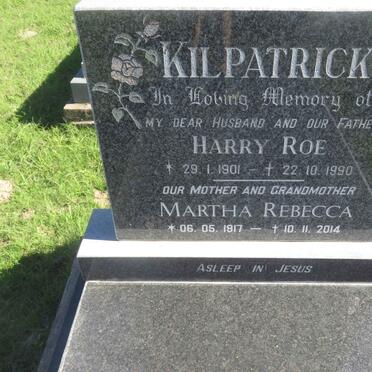 KILPATRICK
In Loving Memory of
MY DEAR HUSBAND AND OUR FATHE
HARRY ROE
* 29.1.1901 – † 22.10.1990
OUR MOTHER AND GRANDMOTHER
MARTHA REBECCA
* 06.05.1917 – † 10.11.2014
ASLEEP IN JESUS